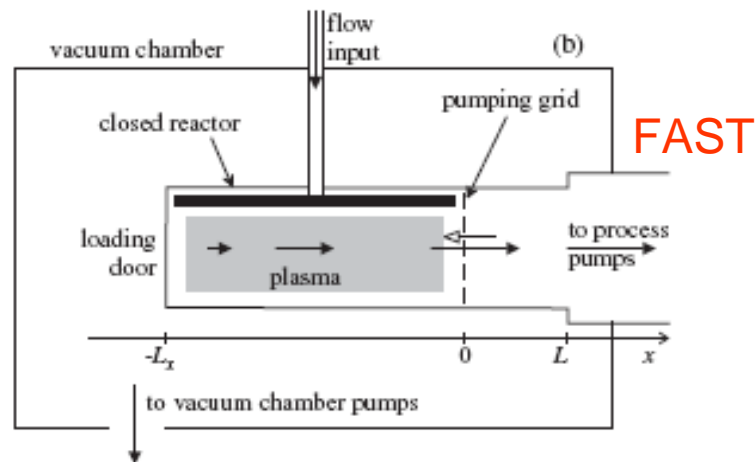 flow
input
vacuum chamber
(b)
pumping grid
closed reactor
FAST
loading
door
to process
pumps
plasma
-Lx
0
L
x
to vacuum chamber pumps